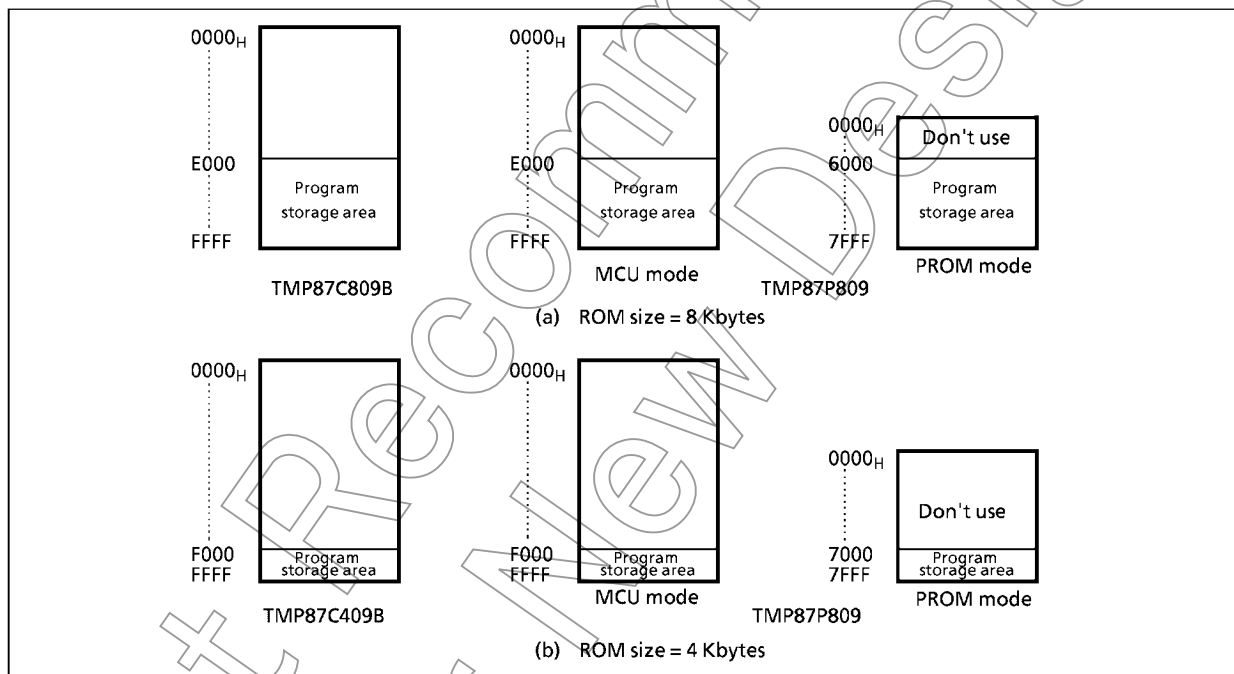 0000H
E000
Program
storage area
FFFF
TMP87C809B
0000H
E000
Program
storage area
FFFF
MCU mode
0000H
Don't use
6000
Program
storage area
7FFF
PROM mode
TMP87P809
(a) ROM size = 8 Kbytes
0000H
F000
Program
storage area
FFFF
TMP87C409B
0000H
F000
Program
storage area
FFFF
MCU mode
0000H
Don't use
7000
Program
storage area
7FFF
PROM mode
TMP87P809
(b) ROM size = 4 Kbytes